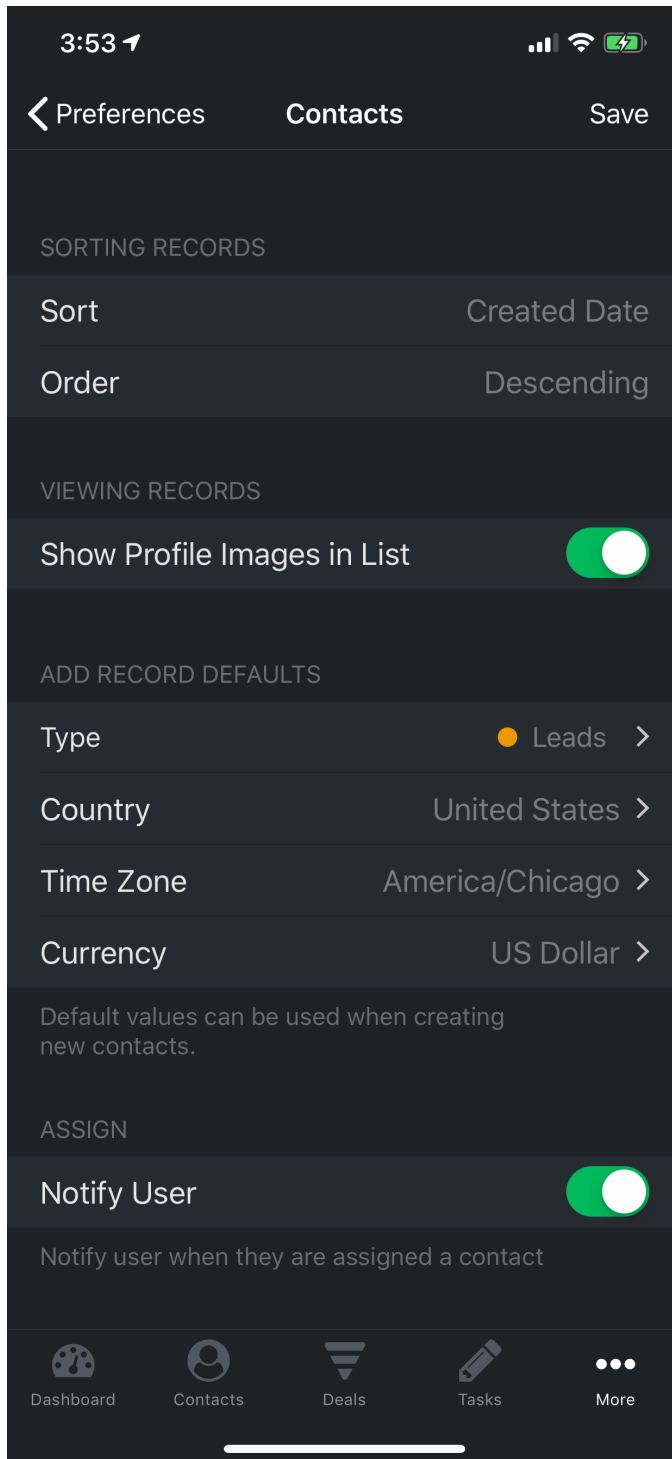 3:53
Preferences Contacts Save
SORTING RECORDS
Sort Created Date
Order Descending
VIEWING RECORDS
Show Profile Images in List
ADD RECORD DEFAULTS
Type Leads
Country United States
Time Zone America/Chicago
Currency US Dollar
Default values can be used when creating
new contacts.
ASSIGN
Notify User
Notify user when they are assigned a contact
Dashboard Contacts Deals Tasks More